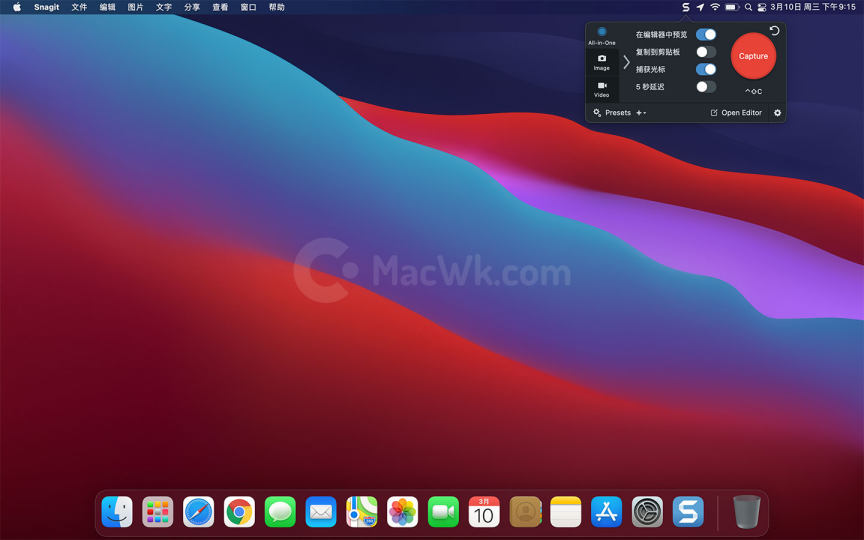 Snagit 文件 编辑 图片 文字 分享 查看 窗口 帮助 3月10日 周三 下午9:15
All-in-One
Image
Video
在编辑器中预览
复制到剪贴板
捕获光标
5 秒延迟
Capture
^⇧C
Presets
Open Editor
MacWk.com
3月
10